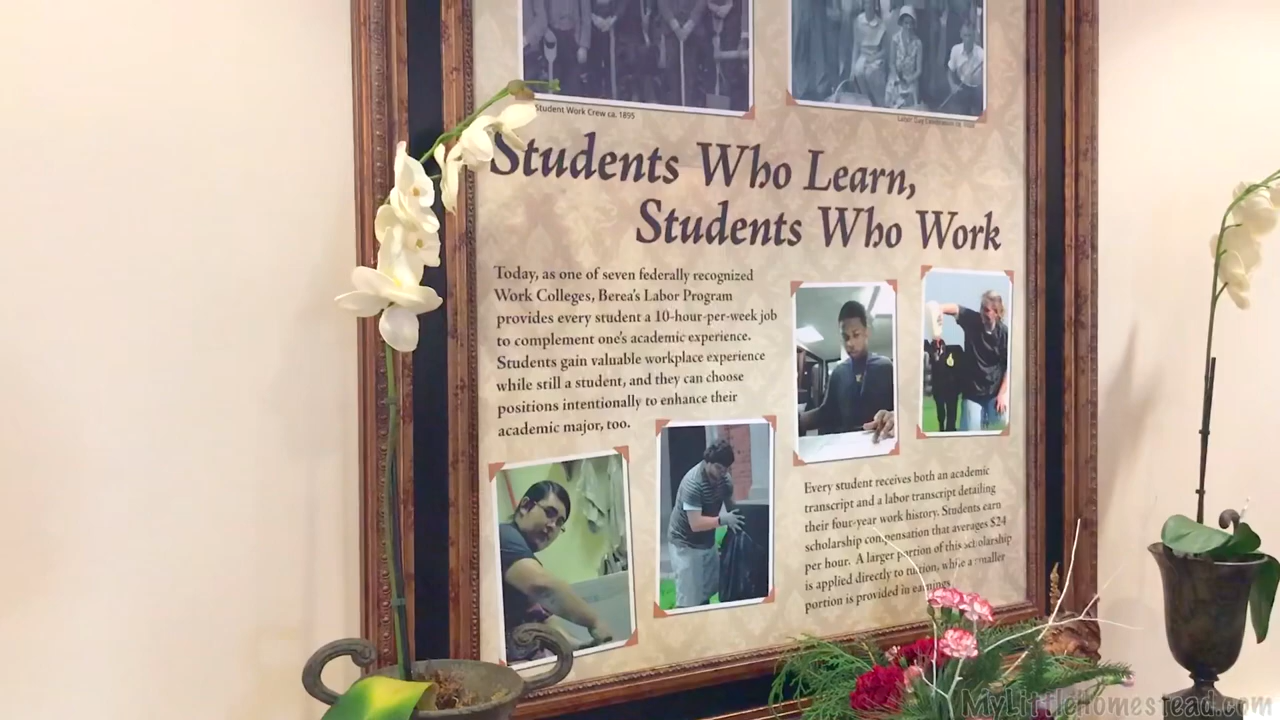 Student Work Crew ca. 1895
Labor Day Celebration ca.
Students Who Learn,
Students Who Work
Today, as one of seven federally recognized
Work Colleges, Berea's Labor Program
provides every student a 10-hour-per-week job
to complement one's academic experience.
Students gain valuable workplace experience
while still a student, and they can choose
positions intentionally to enhance their
academic major, too.
Every student receives both an academic
transcript and a labor transcript detailing
their four-year work history. Students earn
scholarship compensation that averages $24
per hour. A larger portion of this scholarship
is applied directly to tuition, while a smaller
portion is provided in earnings
MyLittleHomestead.com